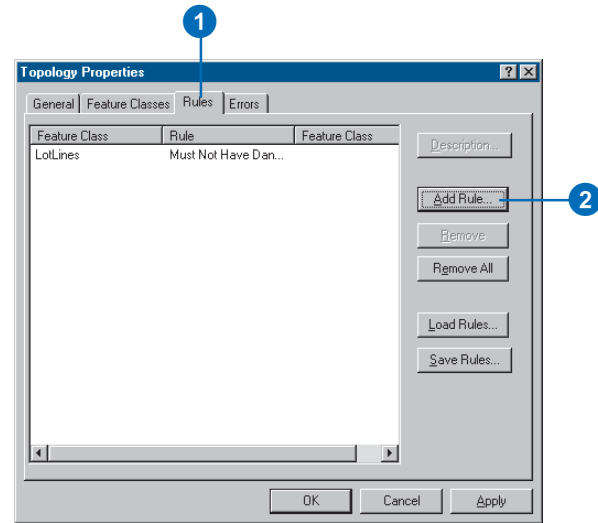 1
Topology Properties
General Feature Classes Rules Errors
Feature Class Rule Feature Class
LotLines Must Not Have Dan...
Description...
Add Rule...
2
Remove
Remove All
Load Rules...
Save Rules...
OK Cancel Apply